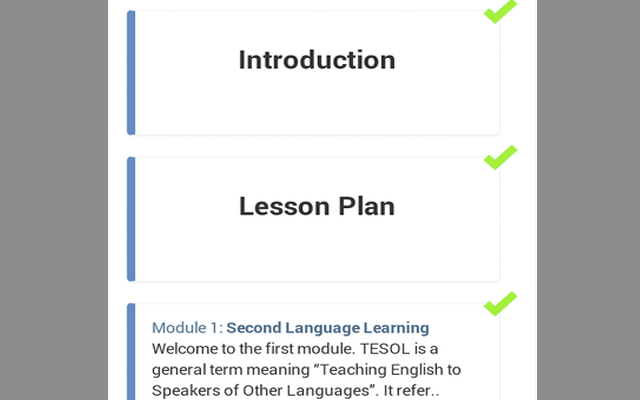 Introduction
Lesson Plan
Module 1: Second Language Learning
Welcome to the first module. TESOL is a
general term meaning “Teaching English to
Speakers of Other Languages”. It refer..